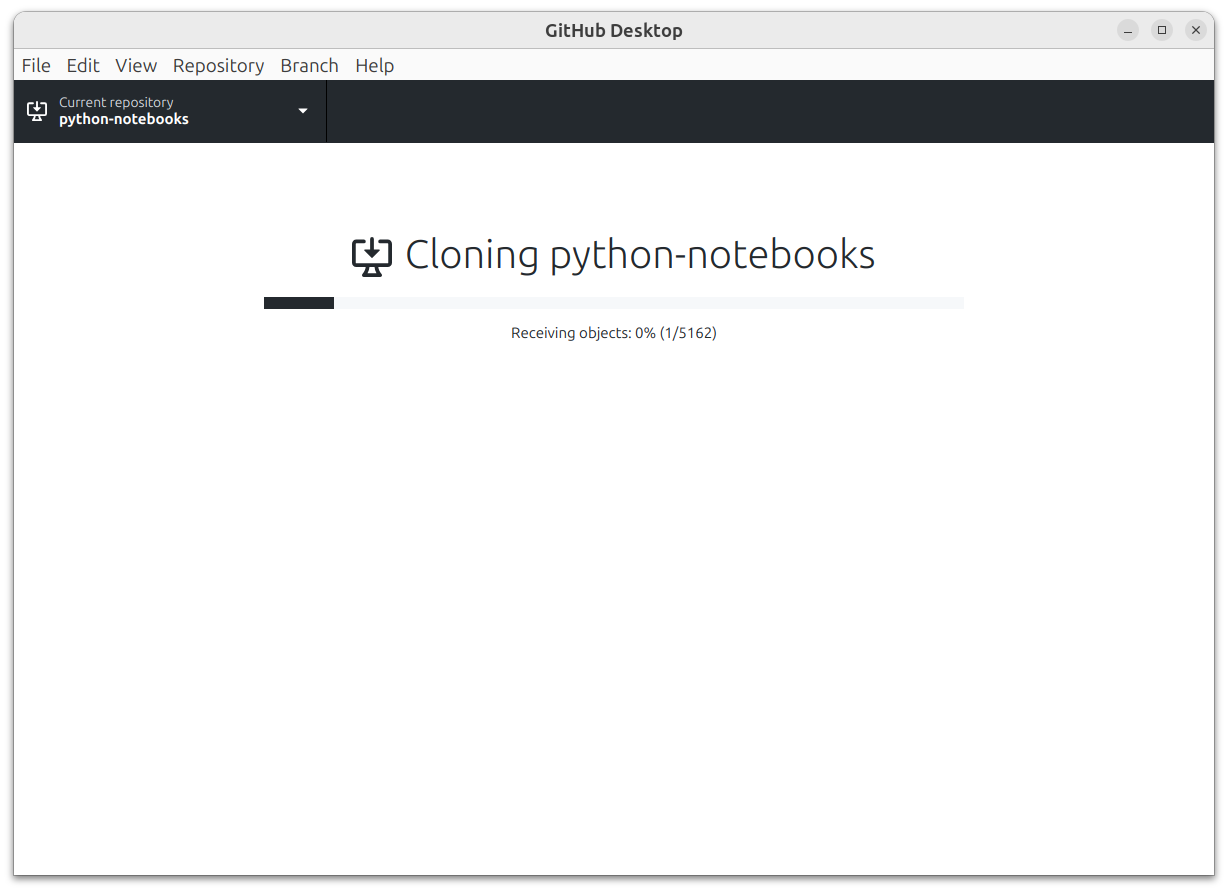 GitHub Desktop
File Edit View Repository Branch Help
Current repository
python-notebooks
Cloning python-notebooks
Receiving objects: 0% (1/5162)